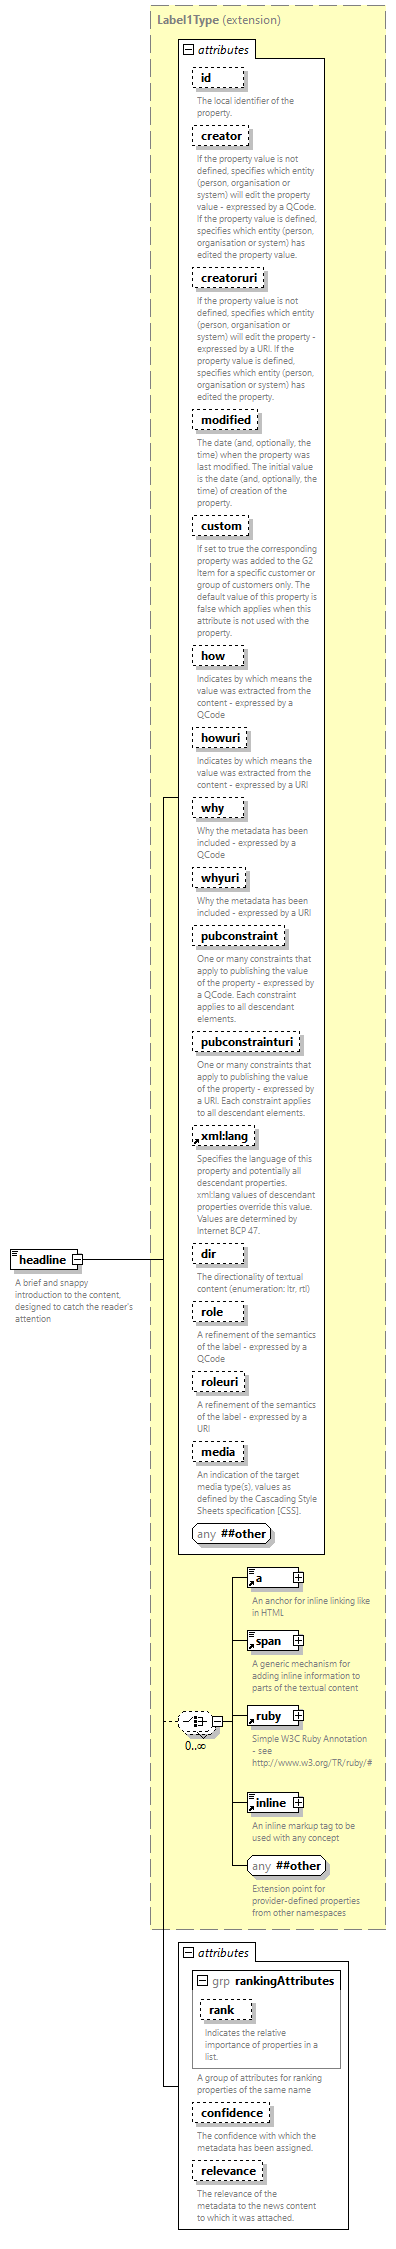 Label1Type (extension)
attributes
id
The local identifier of the
property.
creator
If the property value is not
defined, specifies which entity
(person, organisation or
system) will edit the property
value - expressed by a QCode.
If the property value is defined,
specifies which entity (person,
organisation or system) has
edited the property value.
creatoruri
If the property value is not
defined, specifies which entity
(person, organisation or
system) will edit the property -
expressed by a URI. If the
property value is defined,
specifies which entity (person,
organisation or system) has
edited the property.
modified
The date (and, optionally, the
time) when the property was
last modified. The initial value
is the date (and, optionally, the
time) of creation of the
property.
custom
If set to true the corresponding
property was added to the G2
Item for a specific customer or
group of customers only. The
default value of this property is
false which applies when this
attribute is not used with the
property.
how
Indicates by which means the
value was extracted from the
content - expressed by a
QCode
howuri
Indicates by which means the
value was extracted from the
content - expressed by a URI
why
Why the metadata has been
included - expressed by a
QCode
whyuri
Why the metadata has been
included - expressed by a URI
pubconstraint
One or many constraints that
apply to publishing the value
of the property - expressed by
a QCode. Each constraint
applies to all descendant
elements.
pubconstrainturi
One or many constraints that
apply to publishing the value
of the property - expressed by
a URI. Each constraint applies
to all descendant elements.
xml:lang
Specifies the language of this
property and potentially all
descendant properties.
xml:lang values of descendant
properties override this value.
Values are determined by
Internet BCP 47.
dir
The directionality of textual
content (enumeration: ltr, rtl)
headline
A brief and snappy
introduction to the content,
designed to catch the reader's
attention
role
A refinement of the semantics
of the label - expressed by a
QCode
roleuri
A refinement of the semantics
of the label - expressed by a
URI
media
An indication of the target
media type(s), values as
defined by the Cascading Style
Sheets specification [CSS].
any ##other
a
An anchor for inline linking like
in HTML
span
A generic mechanism for
adding inline information to
parts of the textual content
ruby
Simple W3C Ruby Annotation
- see
http://www.w3.org/TR/ruby/#
0..∞
inline
An inline markup tag to be
used with any concept
any ##other
Extension point for
provider-defined properties
from other namespaces
attributes
grp rankingAttributes
rank
Indicates the relative
importance of properties in a
list.
A group of attributes for ranking
properties of the same name
confidence
The confidence with which the
metadata has been assigned.
relevance
The relevance of the
metadata to the news content
to which it was attached.